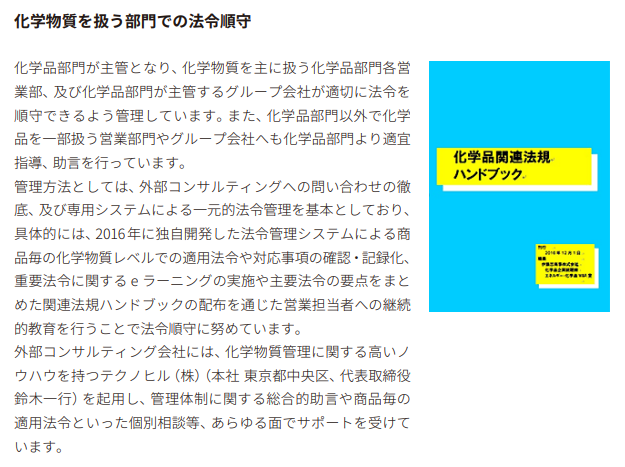 化学物質を扱う部門での法令順守
化学品部門が主管となり、化学物質を主に扱う化学品部門各営
業部、及び化学品部門が主管するグループ会社が適切に法令を
順守できるよう管理しています。また、化学品部門以外で化学
品を一部扱う営業部門やグループ会社へも化学品部門より適宜
指導、助言を行っています。
管理方法としては、外部コンサルティングへの問い合わせの徹
底、及び専用システムによる一元的法令管理を基本としており、
具体的には、2016年に独自開発した法令管理システムによる商
品毎の化学物質レベルでの適用法令や対応事項の確認・記録化、
重要法令に関するeラーニングの実施や主要法令の要点をまと
めた関連法規ハンドブックの配布を通じた営業担当者への継続
的教育を行うことで法令順守に努めています。
外部コンサルティング会社には、化学物質管理に関する高いノ
ウハウを持つテクノヒル（株）（本社 東京都中央区、代表取締役
鈴木一行）を起用し、管理体制に関する総合的助言や商品毎の
適用法令といった個別相談等、あらゆる面でサポートを受けて
います。
化学品関連法規
ハンドブック
2016年12月1日
伊藤忠商事株式会社
化学品企画統轄課